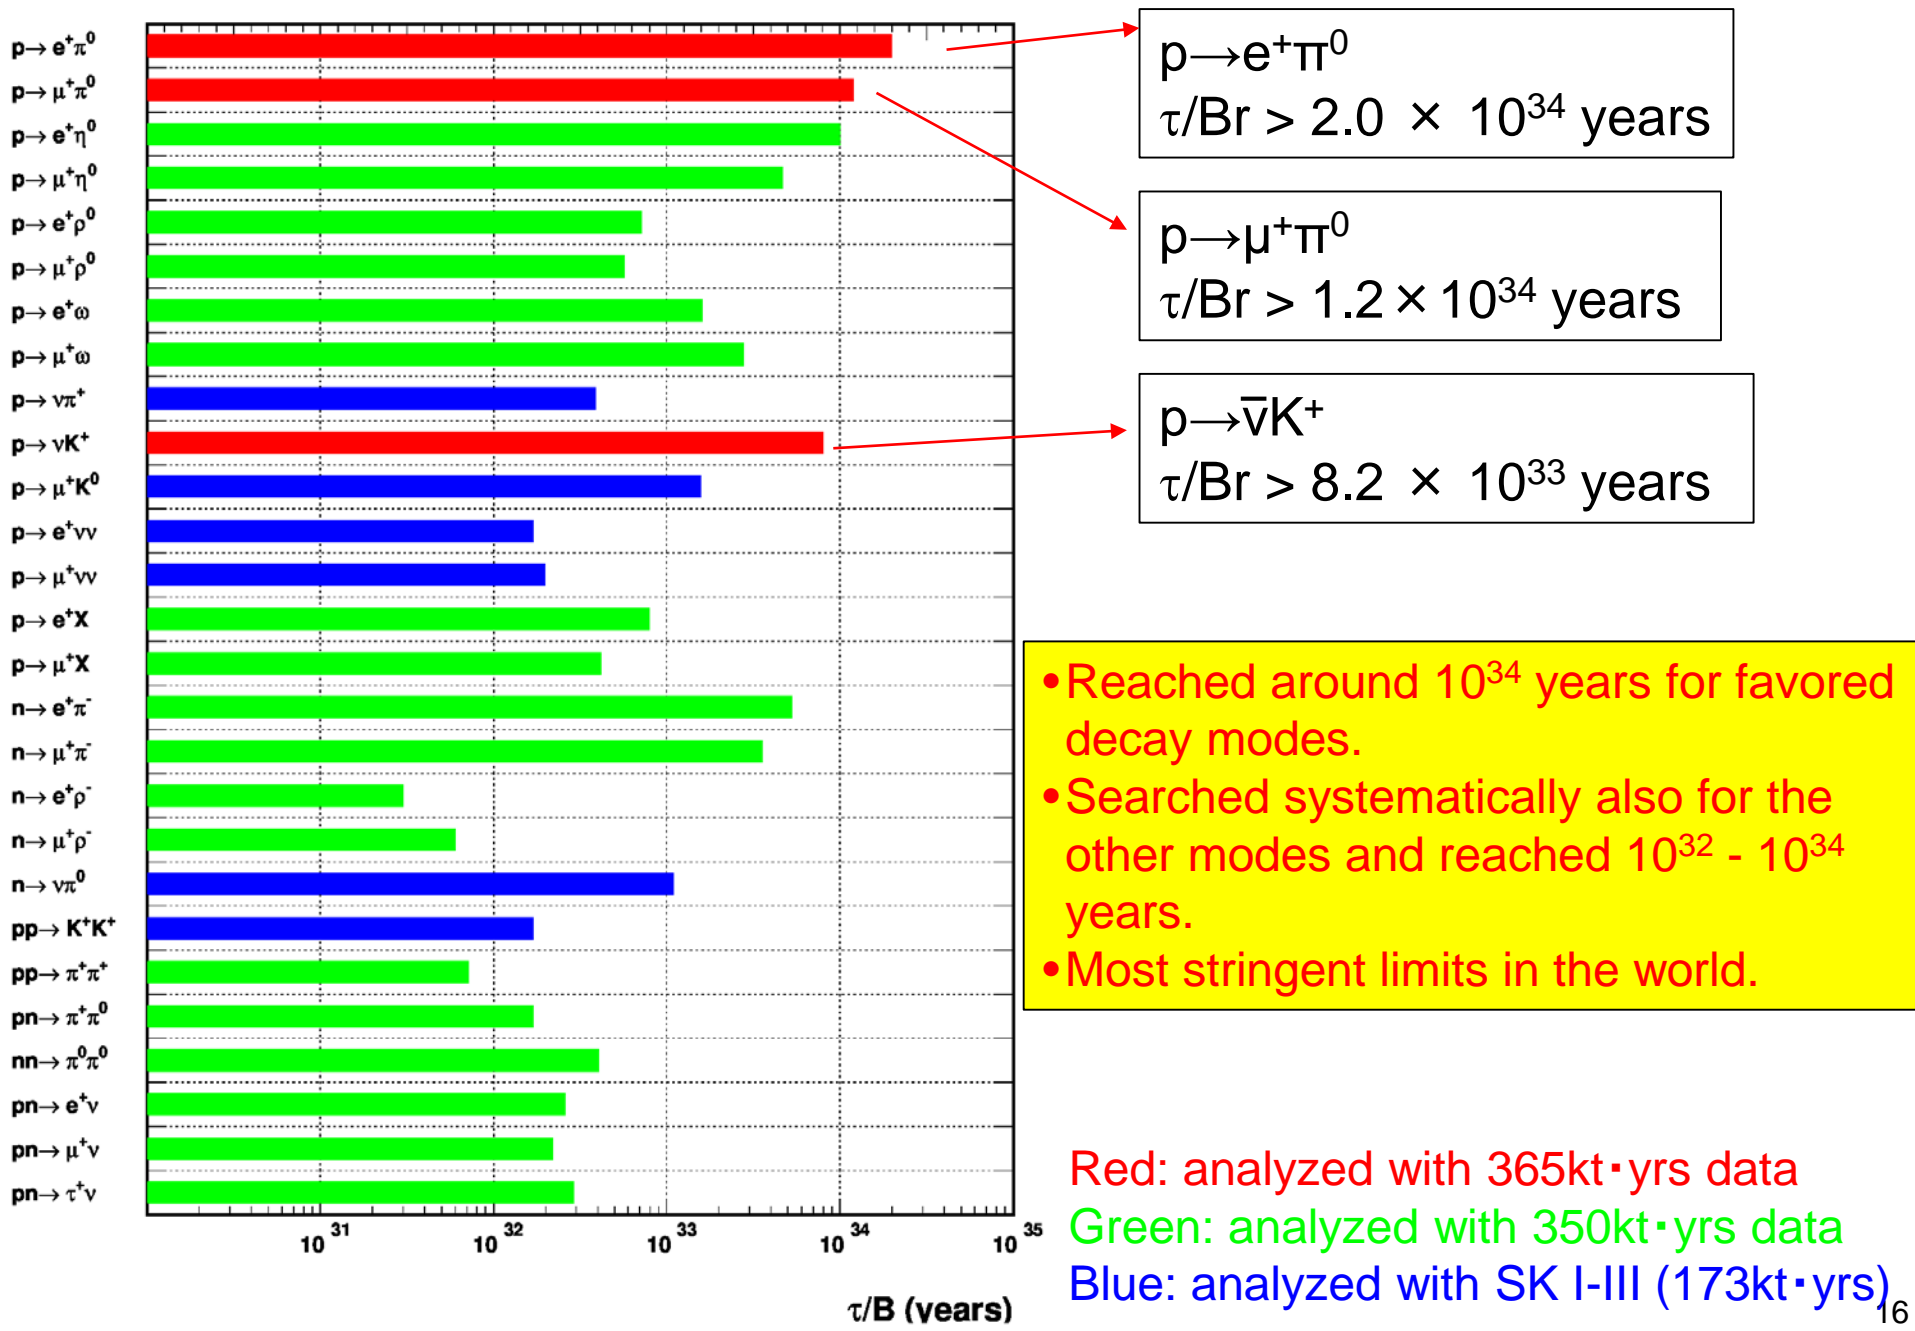 p→ e⁺π⁰
p→ μ⁺π⁰
p→ e⁺η⁰
p→ μ⁺η⁰
p→ e⁺ρ⁰
p→ μ⁺ρ⁰
p→ e⁺ω
p→ μ⁺ω
p→ νπ⁺
p→ νK⁺
p→ μ⁺K⁰
p→ e⁺νν
p→ μ⁺νν
p→ e⁺X
p→ μ⁺X
n→ e⁺π⁻
n→ μ⁺π⁻
n→ e⁺ρ⁻
n→ μ⁺ρ⁻
n→ νπ⁰
pp→ K⁺K⁺
pp→ π⁺π⁺
pn→ π⁺π⁰
nn→ π⁰π⁰
pn→ e⁺ν
pn→ μ⁺ν
pn→ τ⁺ν
10³¹ 10³² 10³³ 10³⁴ 10³⁵
τ/B (years)
p→e⁺π⁰
τ/Br > 2.0 × 10³⁴ years
p→μ⁺π⁰
τ/Br > 1.2 × 10³⁴ years
p→ν̅K⁺
τ/Br > 8.2 × 10³³ years
•Reached around 10³⁴ years for favored
decay modes.
•Searched systematically also for the
other modes and reached 10³² - 10³⁴
years.
•Most stringent limits in the world.
Red: analyzed with 365kt・yrs data
Green: analyzed with 350kt・yrs data
Blue: analyzed with SK I-III (173kt・yrs)
16